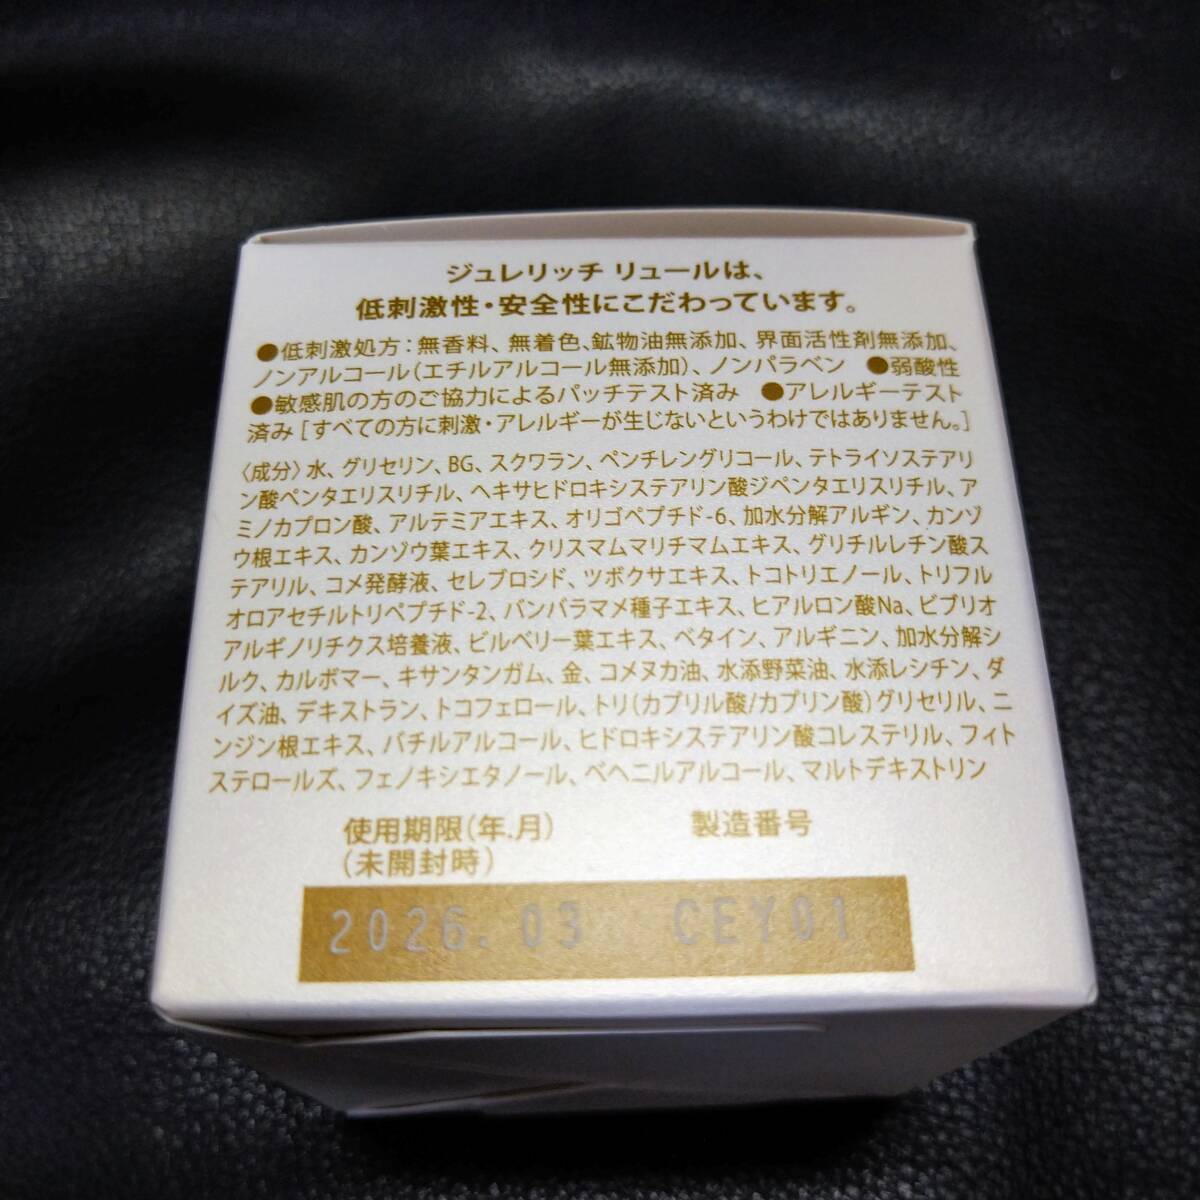 ジュレリッチ リュールは、
低刺激性・安全性にこだわっています。
●低刺激処方：無香料、無着色、鉱物油無添加、界面活性剤無添加、
ノンアルコール（エチルアルコール無添加）、ノンパラベン ●弱酸性
●敏感肌の方のご協力によるパッチテスト済み ●アレルギーテスト
済み［すべての方に刺激・アレルギーが生じないというわけではありません。］
〈成分〉水、グリセリン、BG、スクワラン、ペンチレングリコール、テトライソステアリ
ン酸ペンタエリスリチル、ヘキサヒドロキシステアリン酸ジペンタエリスリチル、ア
ミノカプロン酸、アルテミアエキス、オリゴペプチド-6、加水分解アルギン、カンゾ
ウ根エキス、カンゾウ葉エキス、クリスマムマリチマムエキス、グリチルレチン酸ス
テアリル、コメ発酵液、セレブロシド、ツボクサエキス、トコトリエノール、トリフル
オロアセチルトリペプチド-2、バンバラマメ種子エキス、ヒアルロン酸Na、ビブリオ
アルギノリチクス培養液、ビルベリー葉エキス、ベタイン、アルギニン、加水分解シ
ルク、カルボマー、キサンタンガム、金、コメヌカ油、水添野菜油、水添レシチン、ダ
イズ油、デキストラン、トコフェロール、トリ(カプリル酸/カプリン酸)グリセリル、ニ
ンジン根エキス、バチルアルコール、ヒドロキシステアリン酸コレステリル、フィト
ステロールズ、フェノキシエタノール、ベヘニルアルコール、マルトデキストリン
使用期限（年.月） 製造番号
（未開封時）
2026.03 CEY01